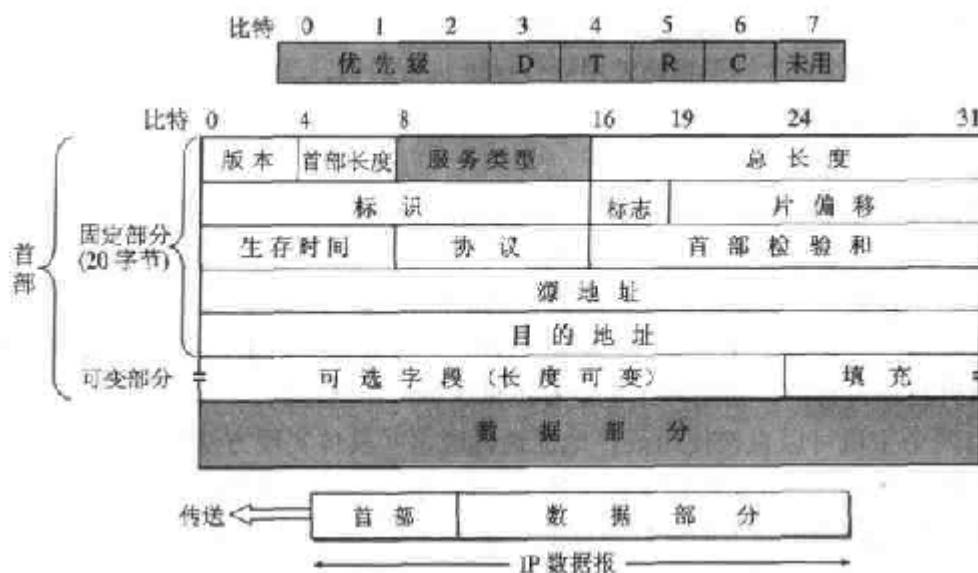 比特 0 1 2 3 4 5 6 7
优先级 D T R C 未用
比特 0 4 8 16 19 24 31
版本 首部长度 服务类型 总长度
标识 标志 片偏移
首部 固定部分
(20字节)
生存时间 协议 首部检验和
源地址
目的地址
可变部分 可选字段(长度可变) 填充
数据部分
传送 首部 数据部分
IP数据报